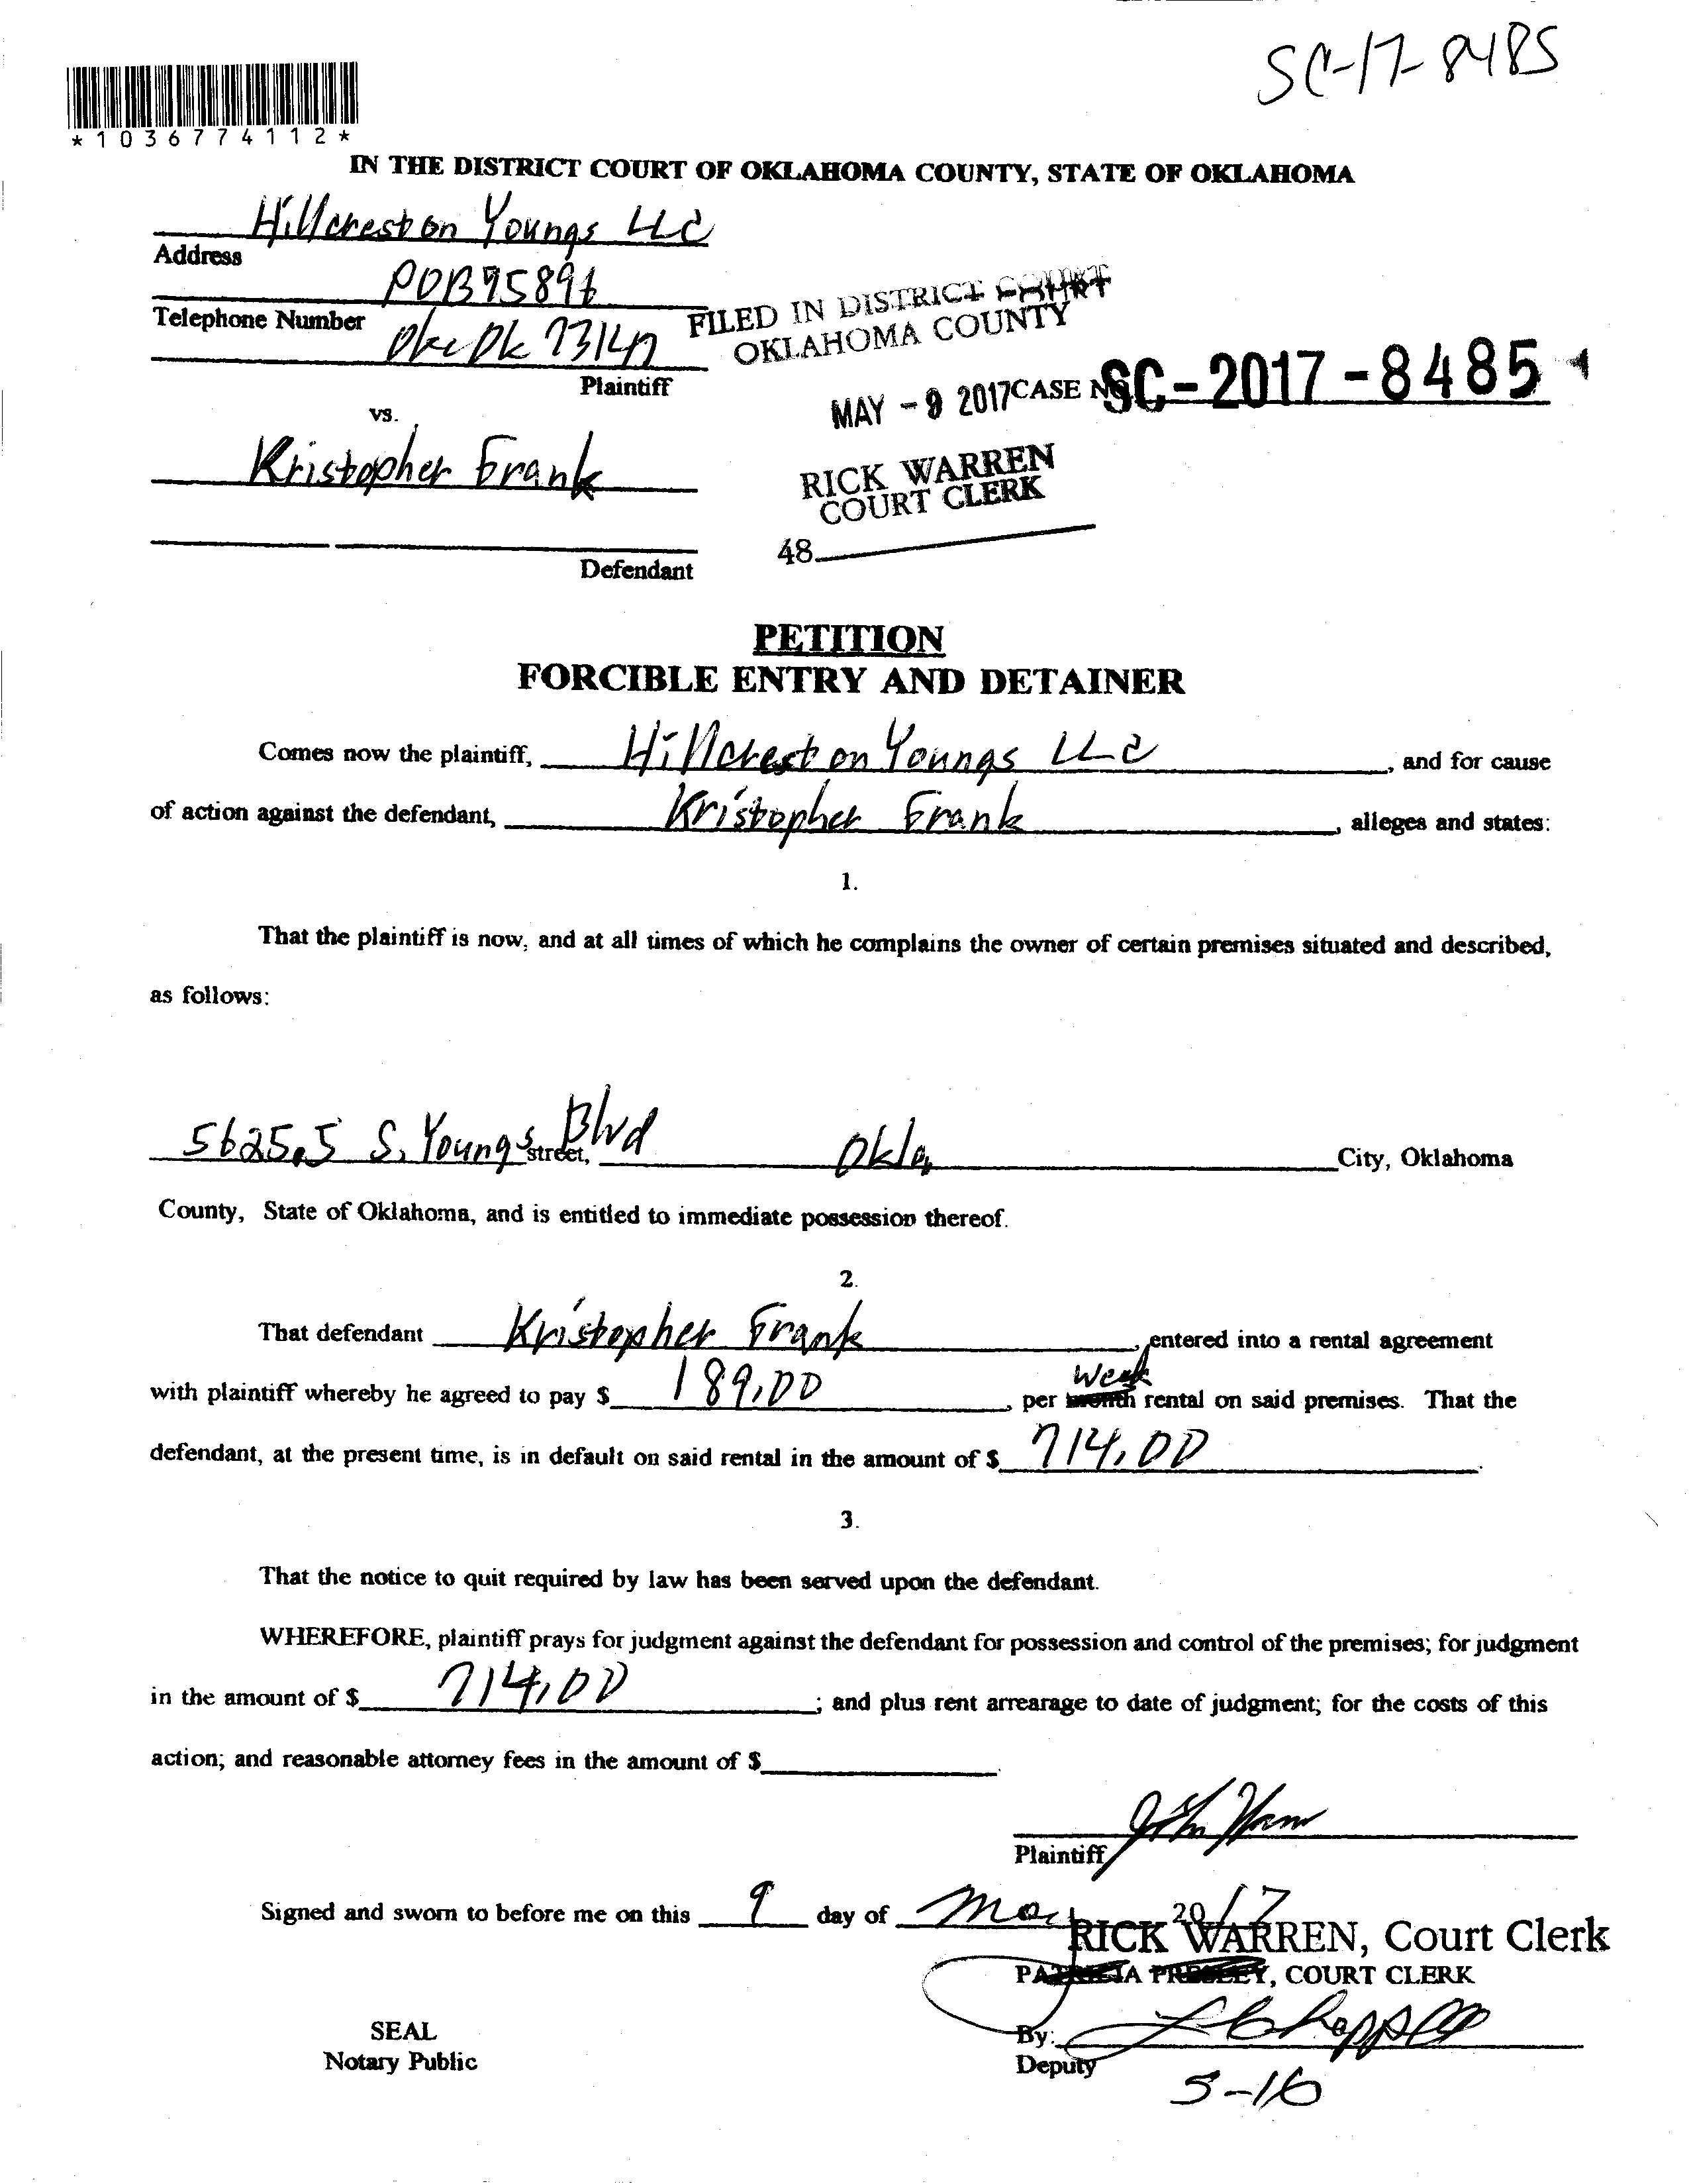 SC-17-8485
*1036774112*
IN THE DISTRICT COURT OF OKLAHOMA COUNTY, STATE OF OKLAHOMA
Hillcrest on Youngs LLC
Address
POB 95896
Telephone Number
Okc Ok 73147
Plaintiff
vs.
Kristopher Frank
Defendant
FILED IN DISTRICT COURT
OKLAHOMA COUNTY
MAY - 9 2017
CASE NO. SC-2017-8485
RICK WARREN
COURT CLERK
48
PETITION
FORCIBLE ENTRY AND DETAINER
Comes now the plaintiff, Hillcrest on Youngs LLC, and for cause
of action against the defendant, Kristopher Frank, alleges and states:
1.
That the plaintiff is now, and at all times of which he complains the owner of certain premises situated and described,
as follows:
5625.5 S. Youngs Blvd street, Okla, City, Oklahoma
County, State of Oklahoma, and is entitled to immediate possession thereof.
2.
That defendant Kristopher Frank, entered into a rental agreement
with plaintiff whereby he agreed to pay $ 189.00, per month week rental on said premises. That the
defendant, at the present time, is in default on said rental in the amount of $ 714.00.
3.
That the notice to quit required by law has been served upon the defendant.
WHEREFORE, plaintiff prays for judgment against the defendant for possession and control of the premises; for judgment
in the amount of $ 714.00; and plus rent arrearage to date of judgment; for the costs of this
action; and reasonable attorney fees in the amount of $
Plaintiff
Signed and sworn to before me on this 9 day of May 2017
RICK WARREN, Court Clerk
PATRICIA PRESLEY, COURT CLERK
SEAL
Notary Public
By:
Deputy
5-16